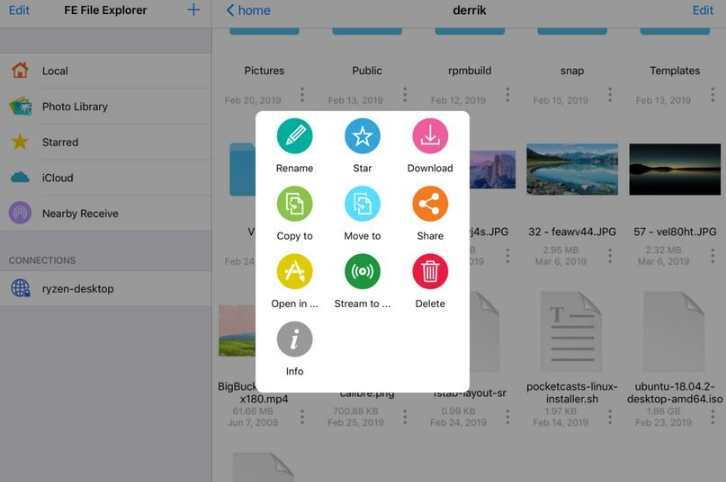 Edit
FE File Explorer
Local
Photo Library
Starred
iCloud
Nearby Receive
CONNECTIONS
ryzen-desktop
home
derrik
Edit
Pictures
Public
rpmbuild
snap
Templates
Feb 20, 2019
Feb 13, 2019
Feb 12, 2019
Feb 15, 2019
Feb 13, 2019
Rename
Star
Download
Copy to
Move to
Share
Open in ...
Stream to ...
Delete
Info
32 - feawv44.JPG
2.95 MB
Mar 6, 2019
57 - vel80ht.JPG
2.32 MB
Mar 6, 2019
x180.mp4
61.66 MB
Jun 7, 2008
calibre.png
700.88 KB
Feb 25, 2019
fstab-layout-sr
0.99 KB
Feb 24, 2019
pocketcasts-linux-
installer.sh
1.97 KB
Feb 14, 2019
ubuntu-18.04.2-
desktop-amd64.iso
1.86 GB
Feb 23, 2019